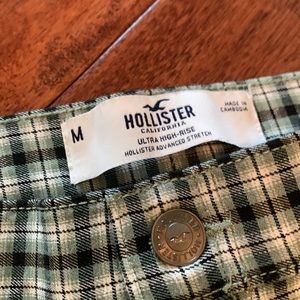 M
HOLLISTER
CALIFORNIA
ULTRA HIGH-RISE
HOLLISTER ADVANCED STRETCH
MADE IN
CAMBODIA